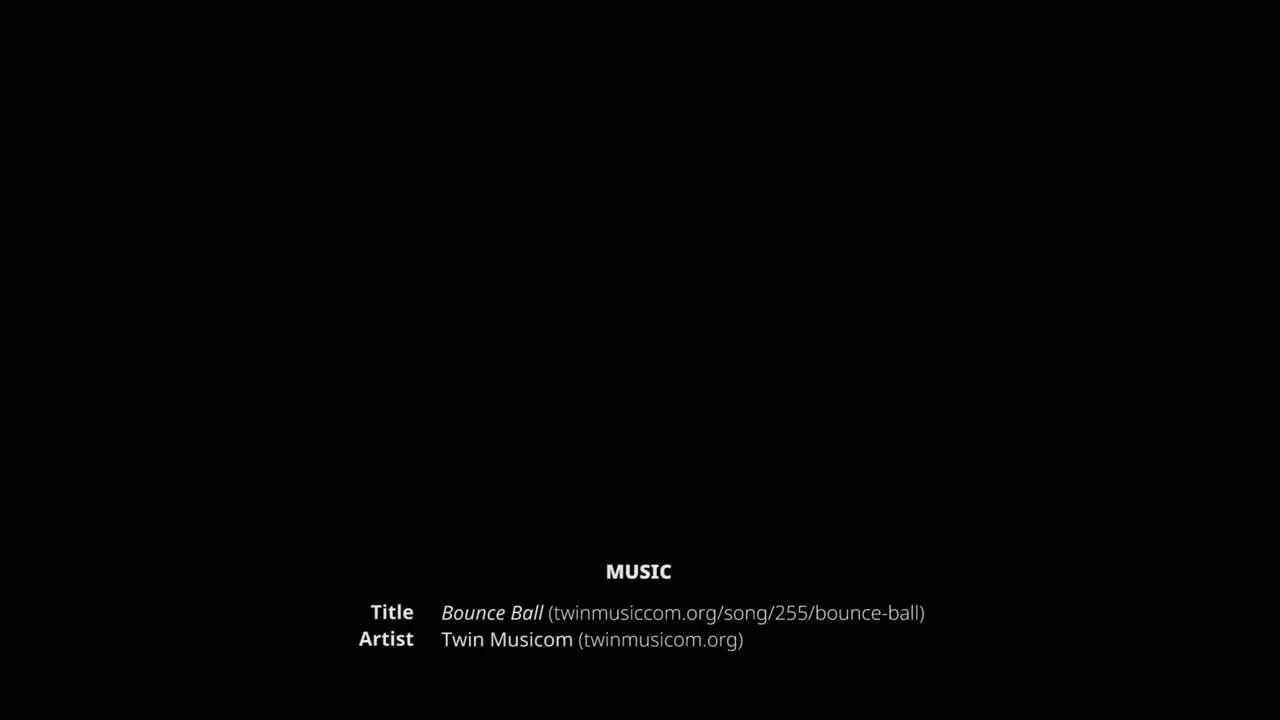 MUSIC
Title Bounce Ball (twinmusiccom.org/song/255/bounce-ball)
Artist Twin Musicom (twinmusicom.org)